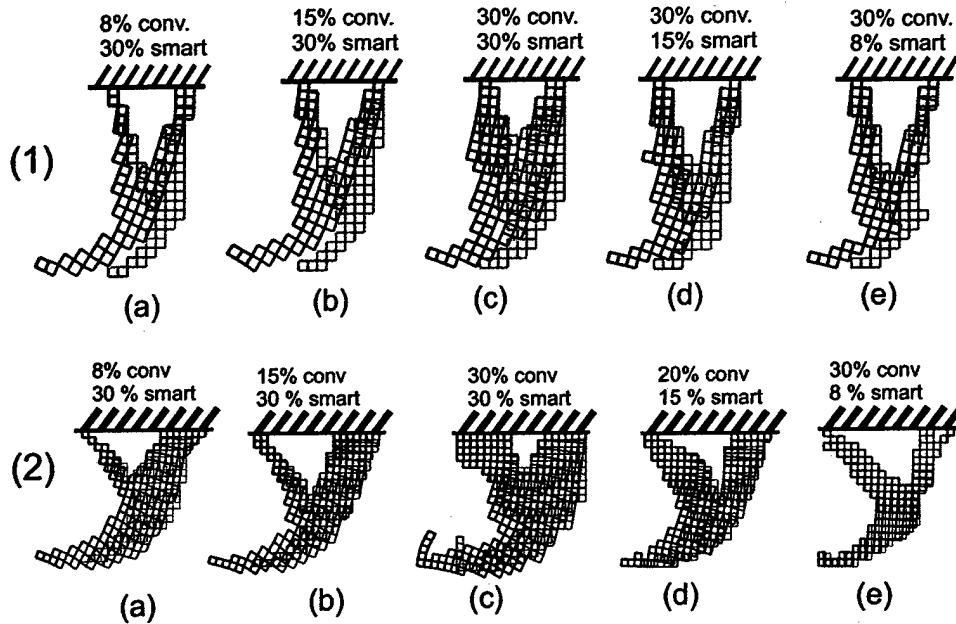 8% conv.
30% smart
15% conv.
30% smart
30% conv.
30% smart
30% conv.
15% smart
30% conv.
8% smart
(1)
(a)
(b)
(c)
(d)
(e)
8% conv
30 % smart
15% conv
30 % smart
30% conv
30 % smart
20% conv
15 % smart
30% conv
8 % smart
(2)
(a)
(b)
(c)
(d)
(e)